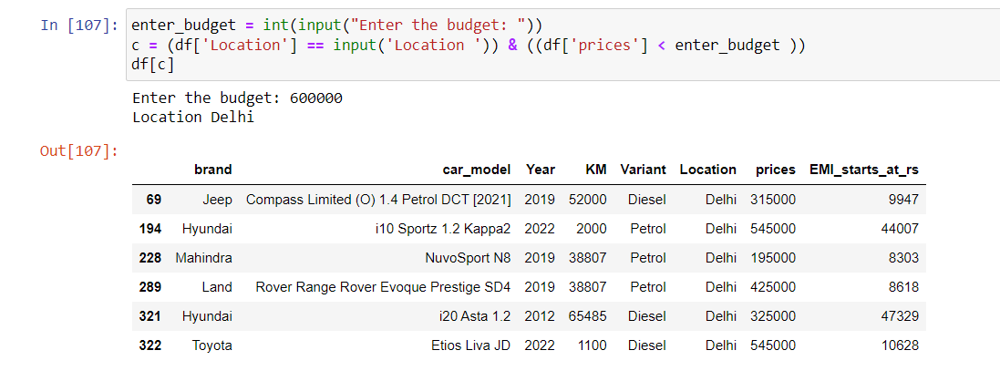 In [107]: enter_budget = int(input("Enter the budget: "))
c = (df['Location'] == input('Location ')) & ((df['prices'] < enter_budget ))
df[c]
Enter the budget: 600000
Location Delhi
Out[107]:
brand car_model Year KM Variant Location prices EMI_starts_at_rs
69 Jeep Compass Limited (O) 1.4 Petrol DCT [2021] 2019 52000 Diesel Delhi 315000 9947
194 Hyundai i10 Sportz 1.2 Kappa2 2022 2000 Petrol Delhi 545000 44007
228 Mahindra NuvoSport N8 2019 38807 Petrol Delhi 195000 8303
289 Land Rover Range Rover Evoque Prestige SD4 2019 38807 Petrol Delhi 425000 8618
321 Hyundai i20 Asta 1.2 2012 65485 Diesel Delhi 325000 47329
322 Toyota Etios Liva JD 2022 1100 Diesel Delhi 545000 10628